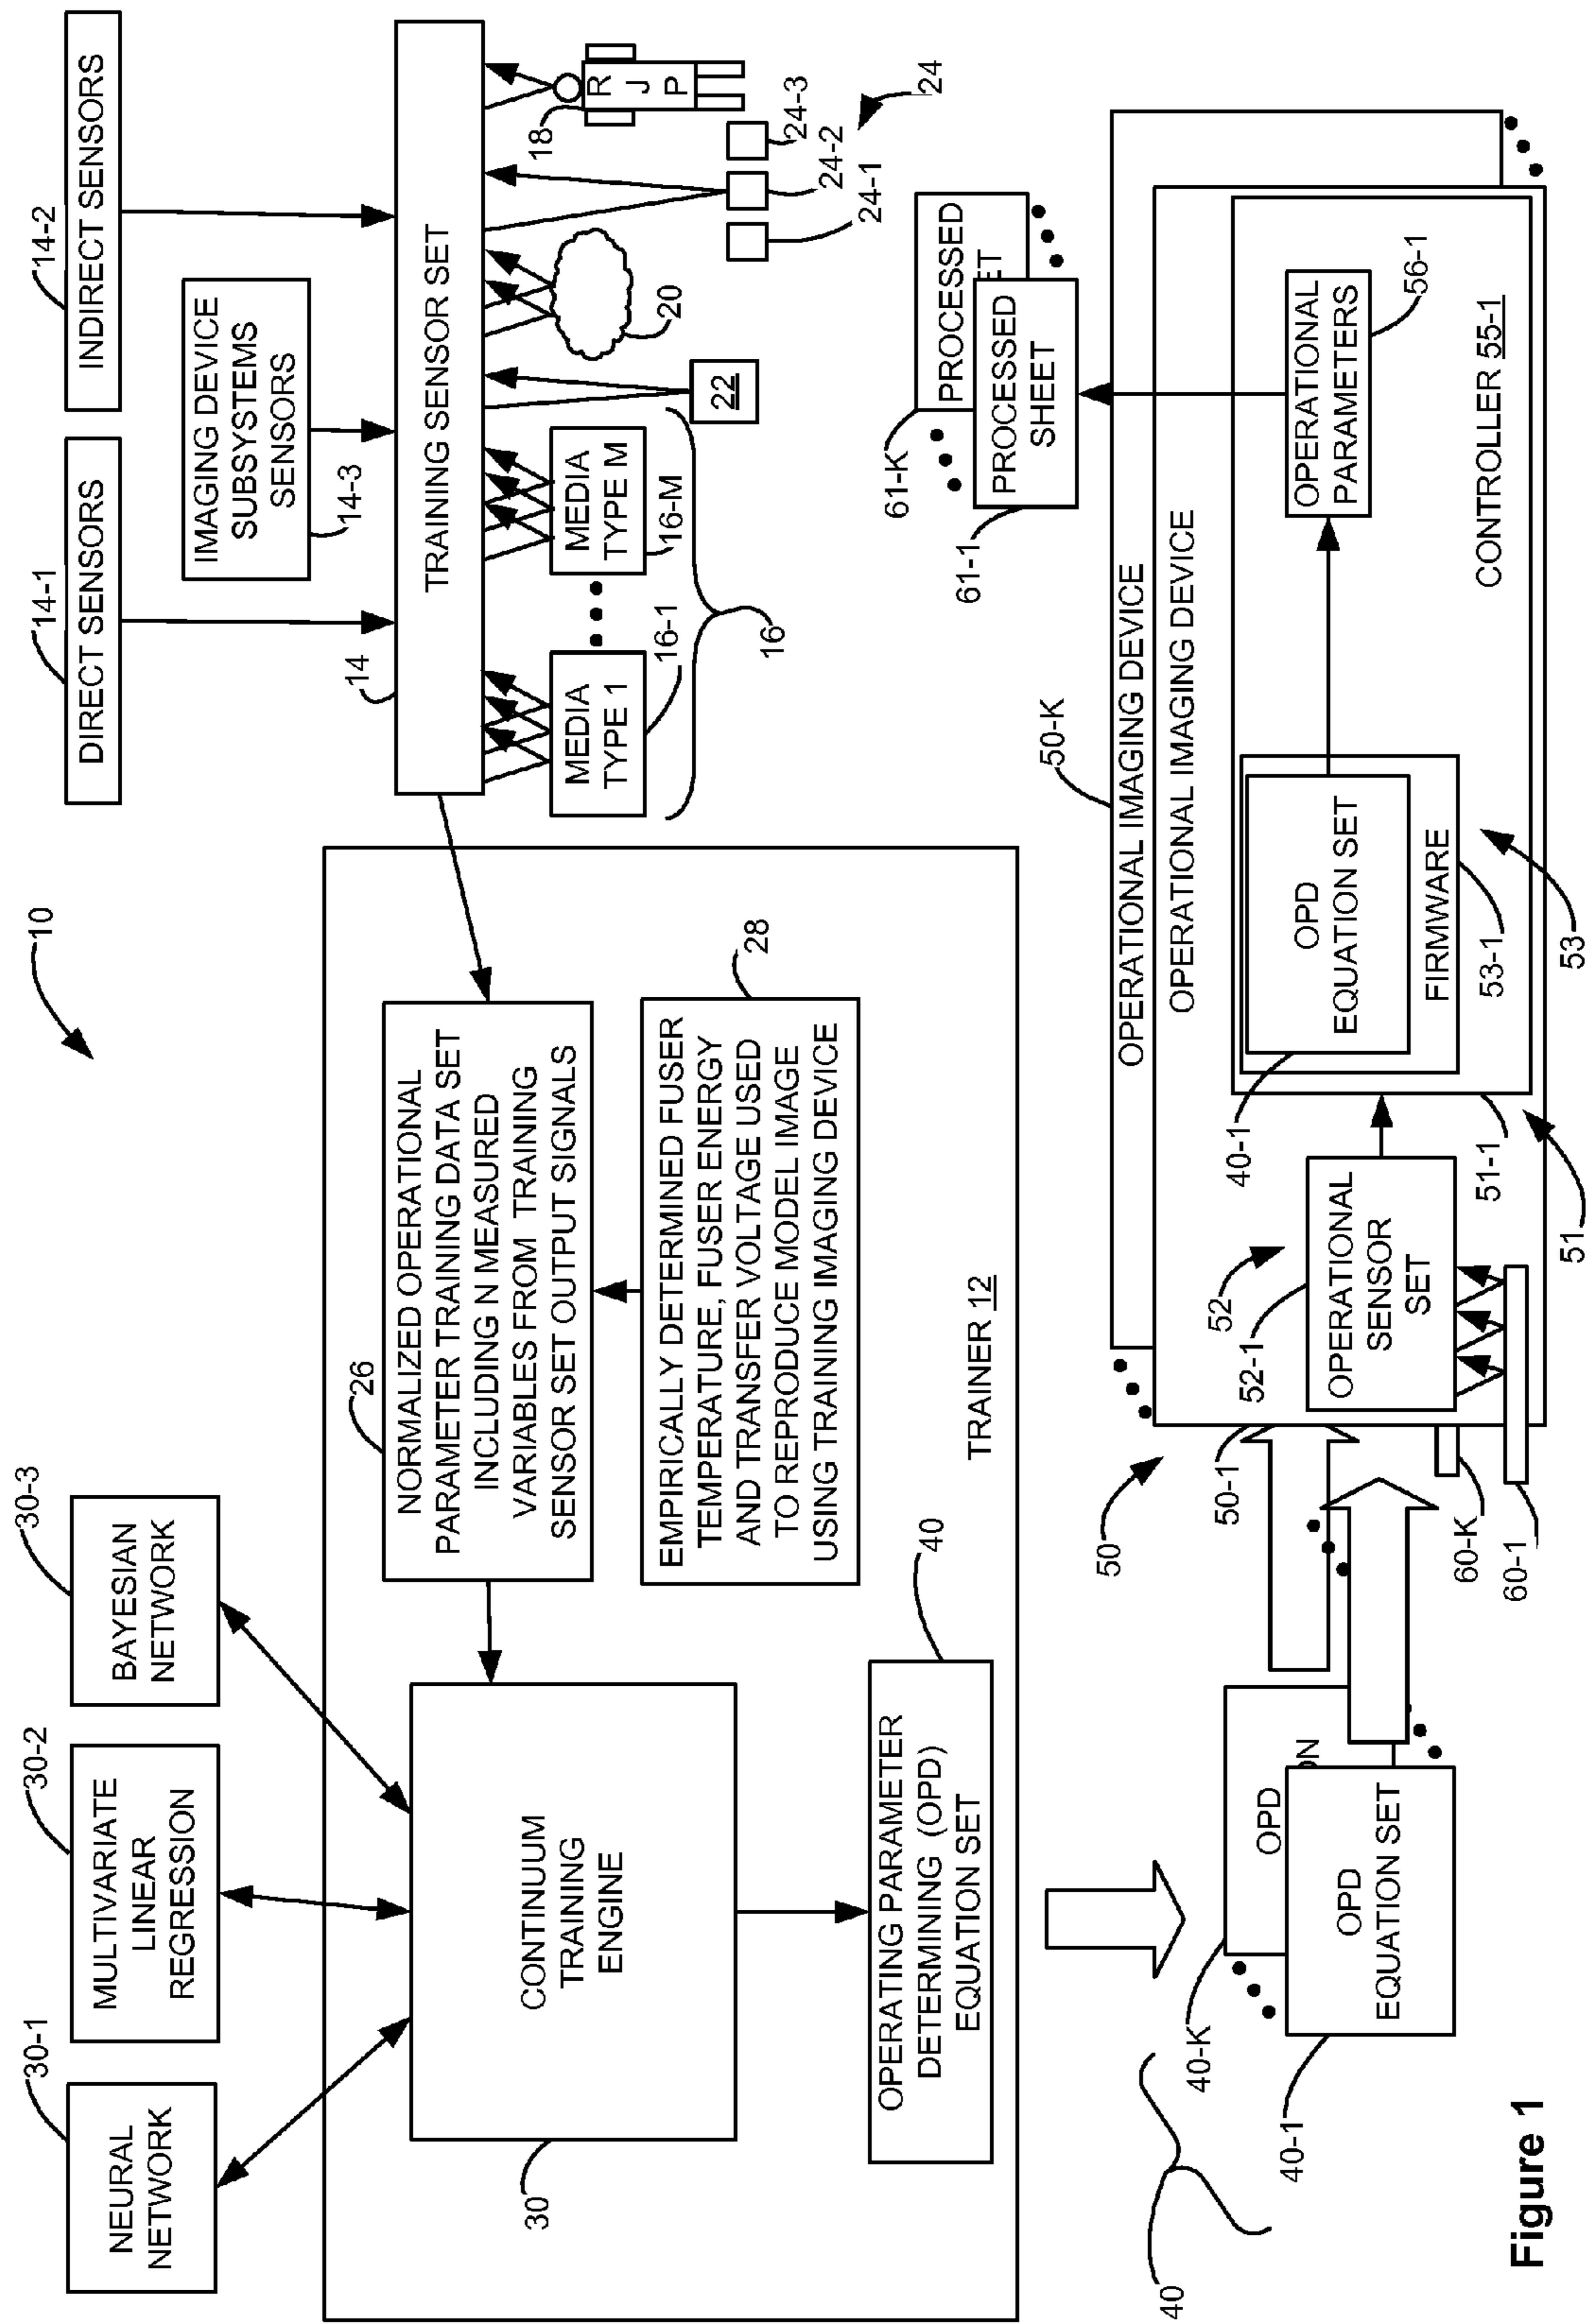 10
30-1
NEURAL
NETWORK
30-2
MULTIVARIATE
LINEAR
REGRESSION
30-3
BAYESIAN
NETWORK
14-1
DIRECT SENSORS
14-2
INDIRECT SENSORS
IMAGING DEVICE
SUBSYSTEMS
SENSORS
14-3
14
TRAINING SENSOR SET
MEDIA
TYPE 1
16-1
MEDIA
TYPE M
16-M
16
22
20
18
R
J
P
24-1
24-2
24-3
24
26
NORMALIZED OPERATIONAL
PARAMETER TRAINING DATA SET
INCLUDING N MEASURED
VARIABLES FROM TRAINING
SENSOR SET OUTPUT SIGNALS
28
EMPIRICALLY DETERMINED FUSER
TEMPERATURE, FUSER ENERGY
AND TRANSFER VOLTAGE USED
TO REPRODUCE MODEL IMAGE
USING TRAINING IMAGING DEVICE
CONTINUUM
TRAINING
ENGINE
30
40
OPERATING PARAMETER
DETERMINING (OPD)
EQUATION SET
TRAINER 12
40
40-K
OPD
ON
40-1
OPD
EQUATION SET
50
50-1
50-K
OPERATIONAL IMAGING DEVICE
OPERATIONAL IMAGING DEVICE
52
52-1
OPERATIONAL
SENSOR
SET
60-K
60-1
40-1
OPD
EQUATION SET
FIRMWARE
53-1
53
51-1
51
OPERATIONAL
PARAMETERS
56-1
CONTROLLER 55-1
61-K
PROCESSED
ET
61-1
PROCESSED
SHEET
Figure 1